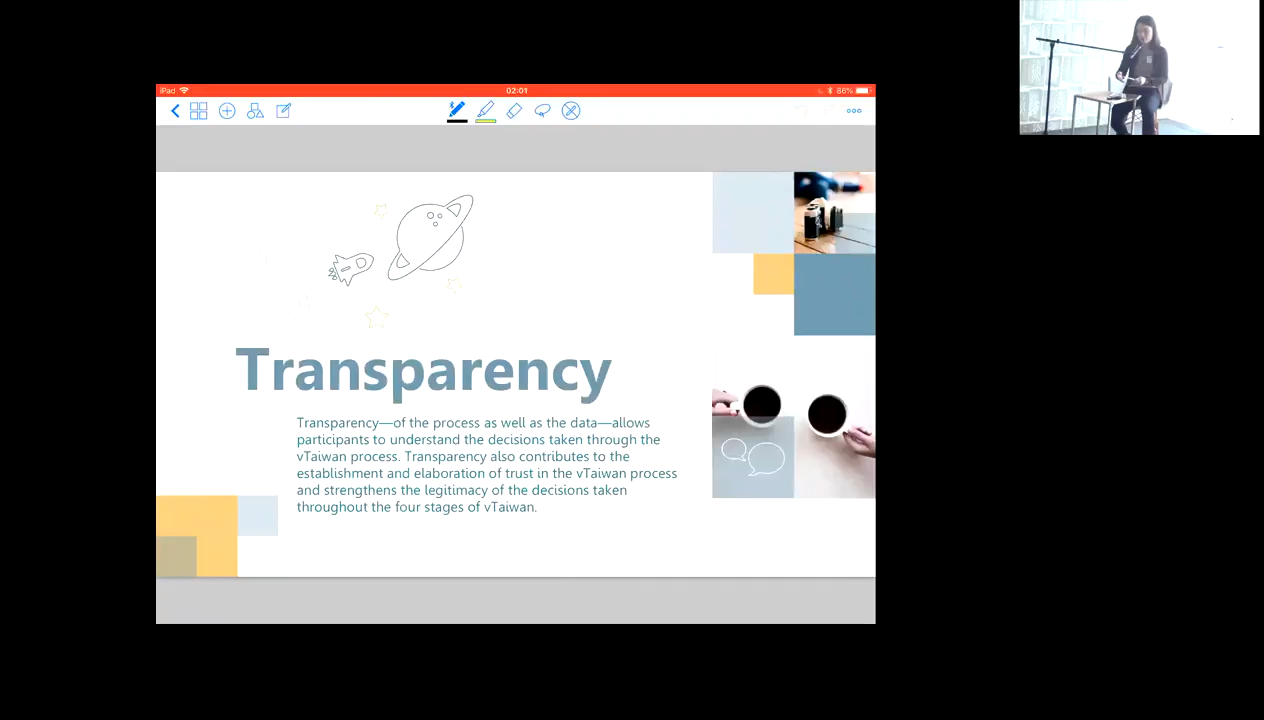 iPad
02:01
86%
Transparency
Transparency—of the process as well as the data—allows
participants to understand the decisions taken through the
vTaiwan process. Transparency also contributes to the
establishment and elaboration of trust in the vTaiwan process
and strengthens the legitimacy of the decisions taken
throughout the four stages of vTaiwan.